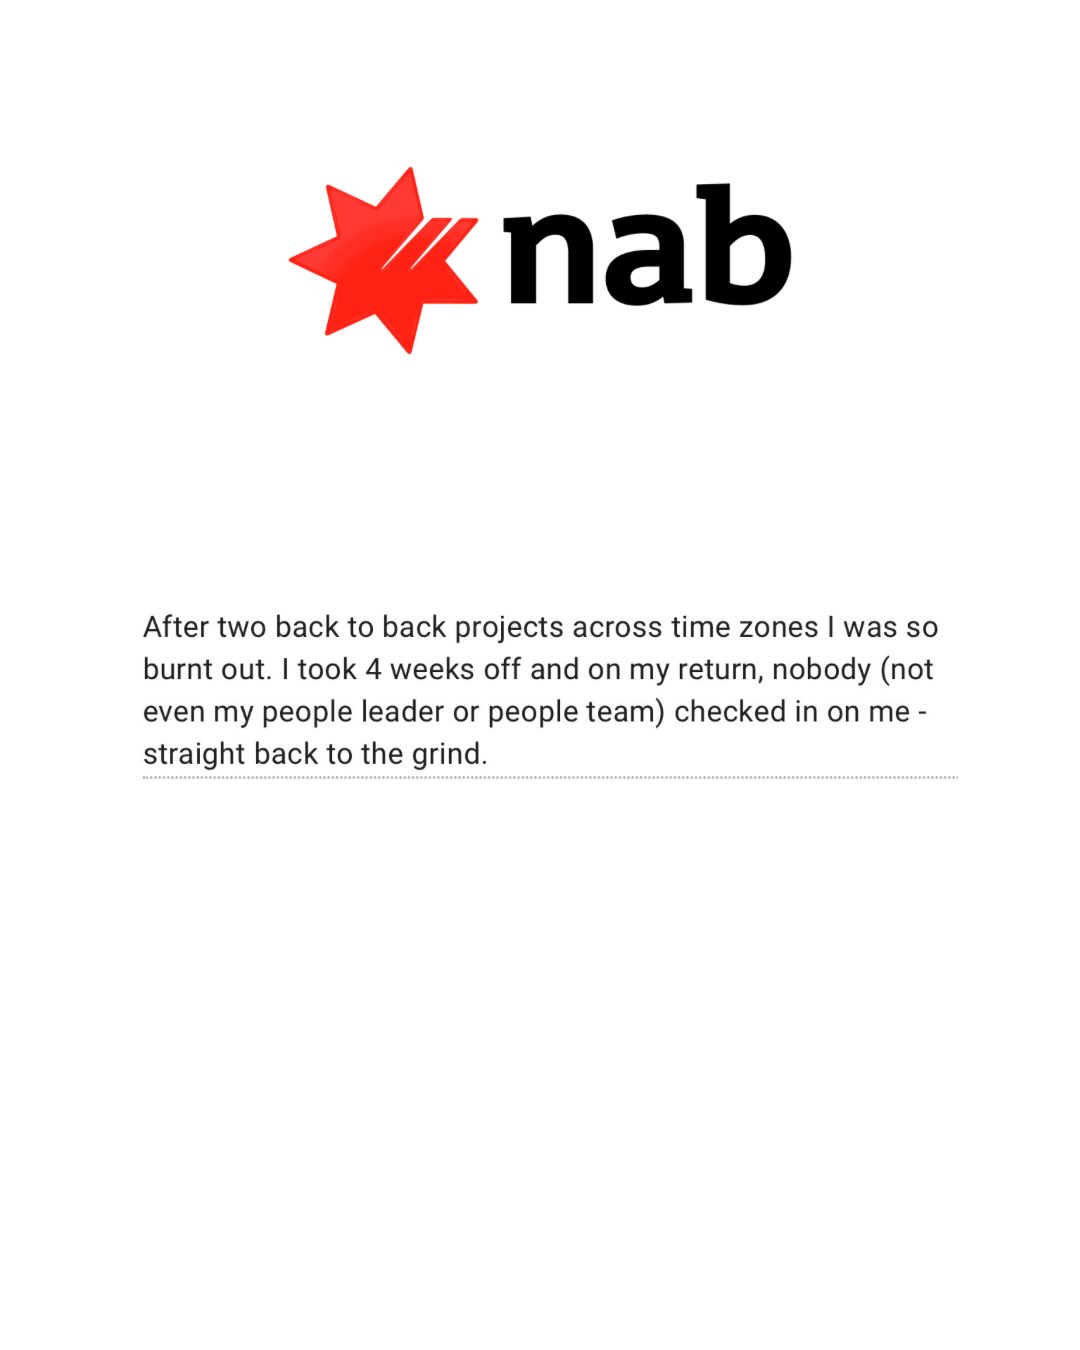 nab
After two back to back projects across time zones I was so
burnt out. I took 4 weeks off and on my return, nobody (not
even my people leader or people team) checked in on me -
straight back to the grind.